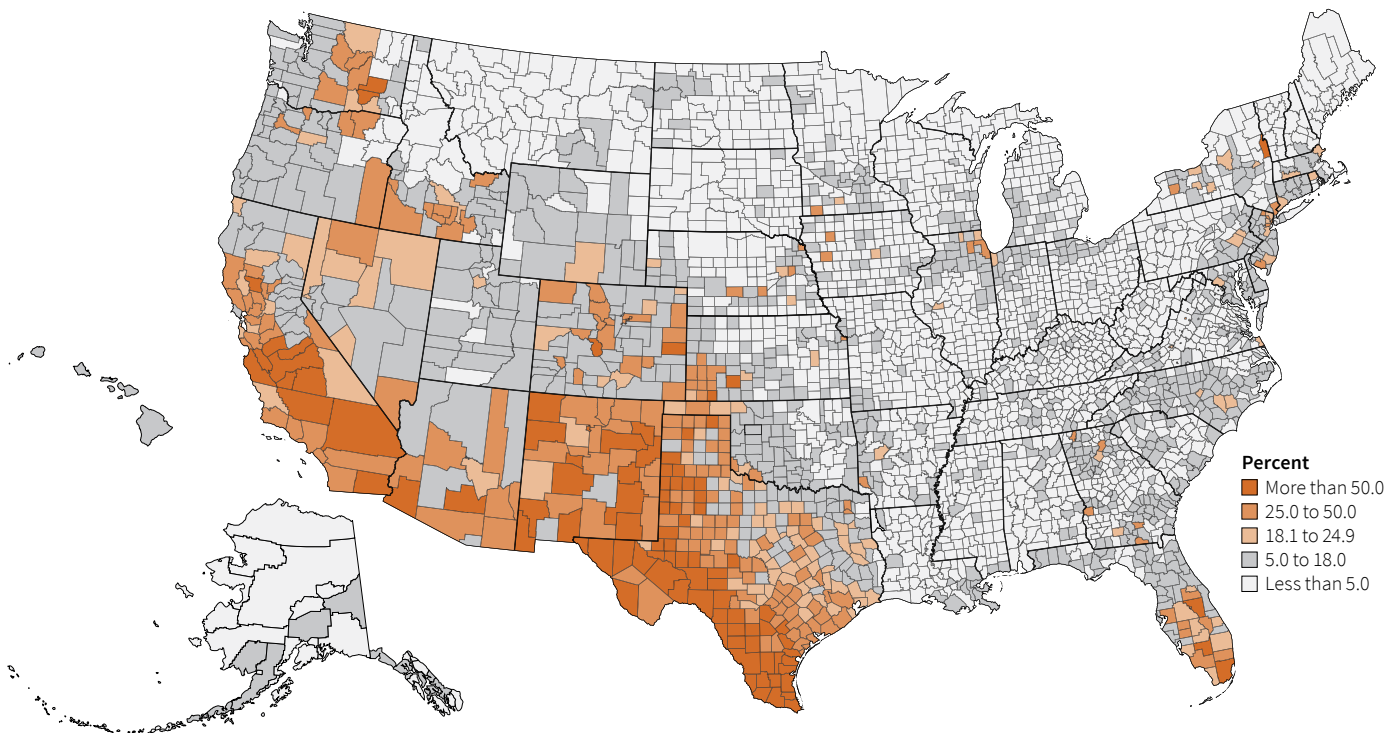 Percent
More than 50.0
25.0 to 50.0
18.1 to 24.9
5.0 to 18.0
Less than 5.0